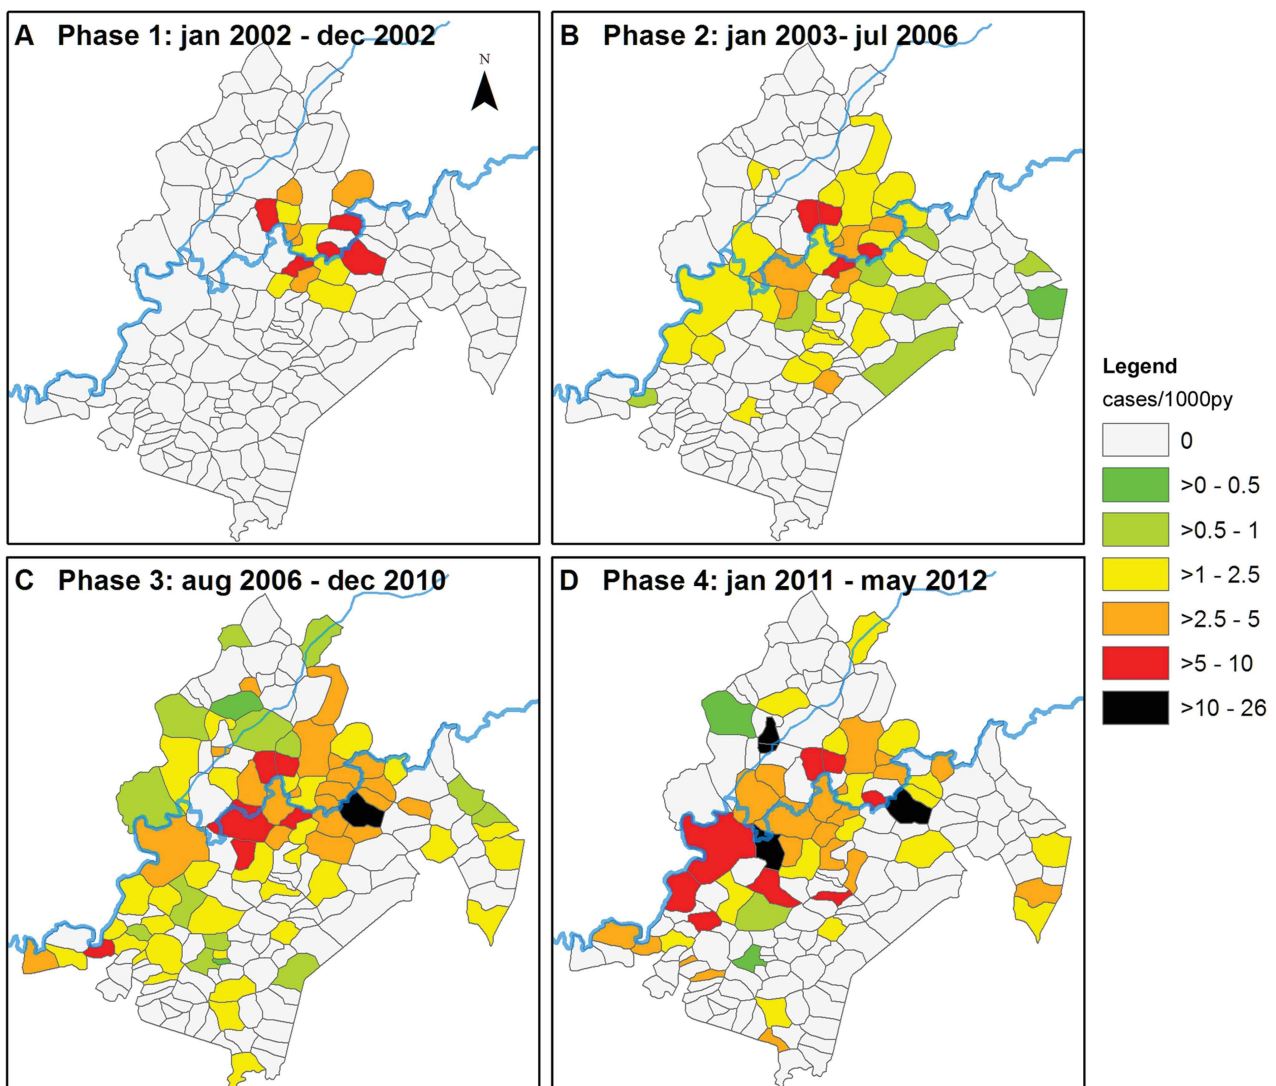 A Phase 1: jan 2002 - dec 2002
N
B Phase 2: jan 2003- jul 2006
C Phase 3: aug 2006 - dec 2010
D Phase 4: jan 2011 - may 2012
Legend
cases/1000py
0
>0 - 0.5
>0.5 - 1
>1 - 2.5
>2.5 - 5
>5 - 10
>10 - 26